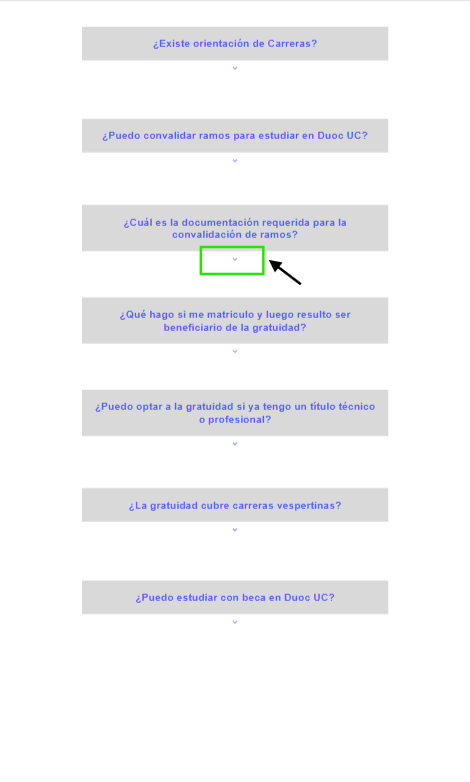 ¿Existe orientación de Carreras?
¿Puedo convalidar ramos para estudiar en Duoc UC?
¿Cuál es la documentación requerida para la
convalidación de ramos?
¿Qué hago si me matriculo y luego resulto ser
beneficiario de la gratuidad?
¿Puedo optar a la gratuidad si ya tengo un título técnico
o profesional?
¿La gratuidad cubre carreras vespertinas?
¿Puedo estudiar con beca en Duoc UC?